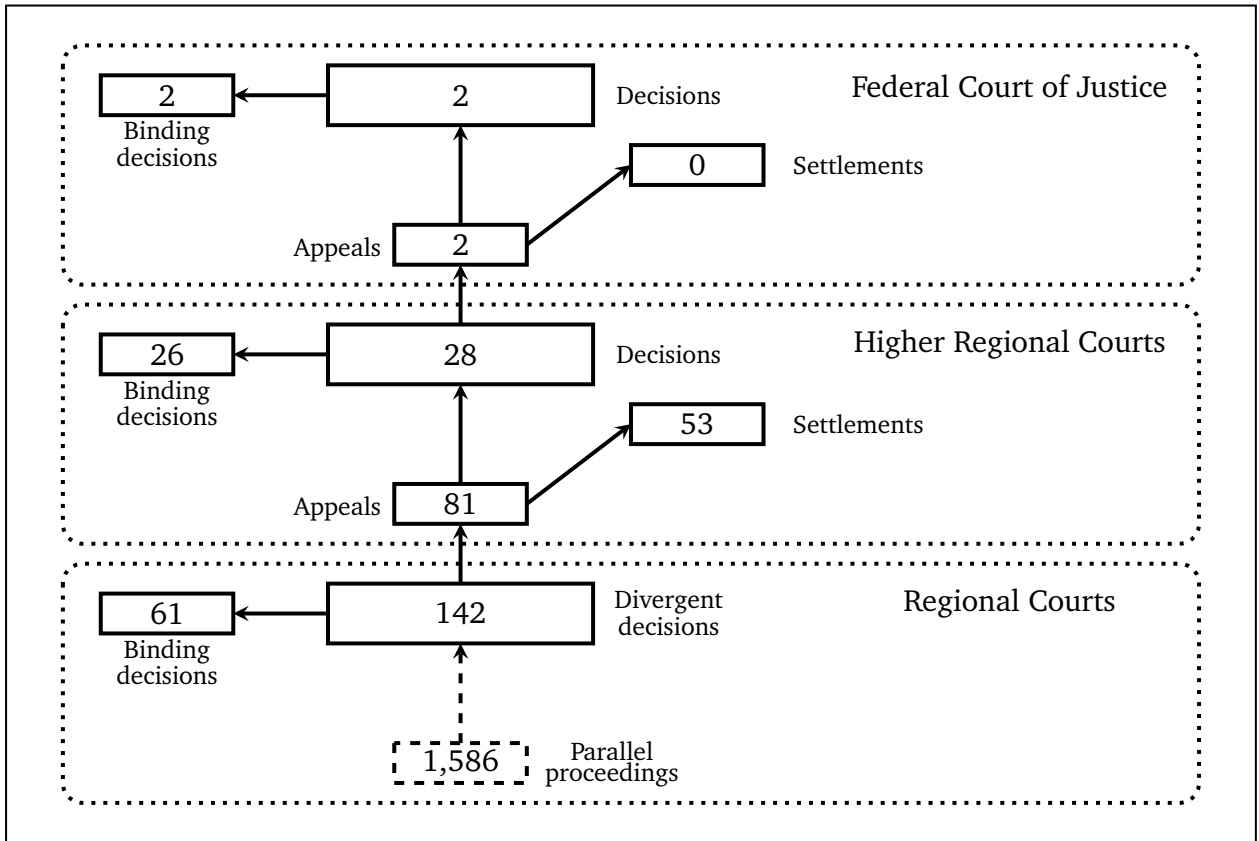 Federal Court of Justice
2
2
Decisions
Binding
decisions
0
Settlements
Appeals
2
Higher Regional Courts
26
28
Decisions
Binding
decisions
53
Settlements
Appeals
81
Regional Courts
61
142
Divergent
decisions
Binding
decisions
1,586
Parallel
proceedings